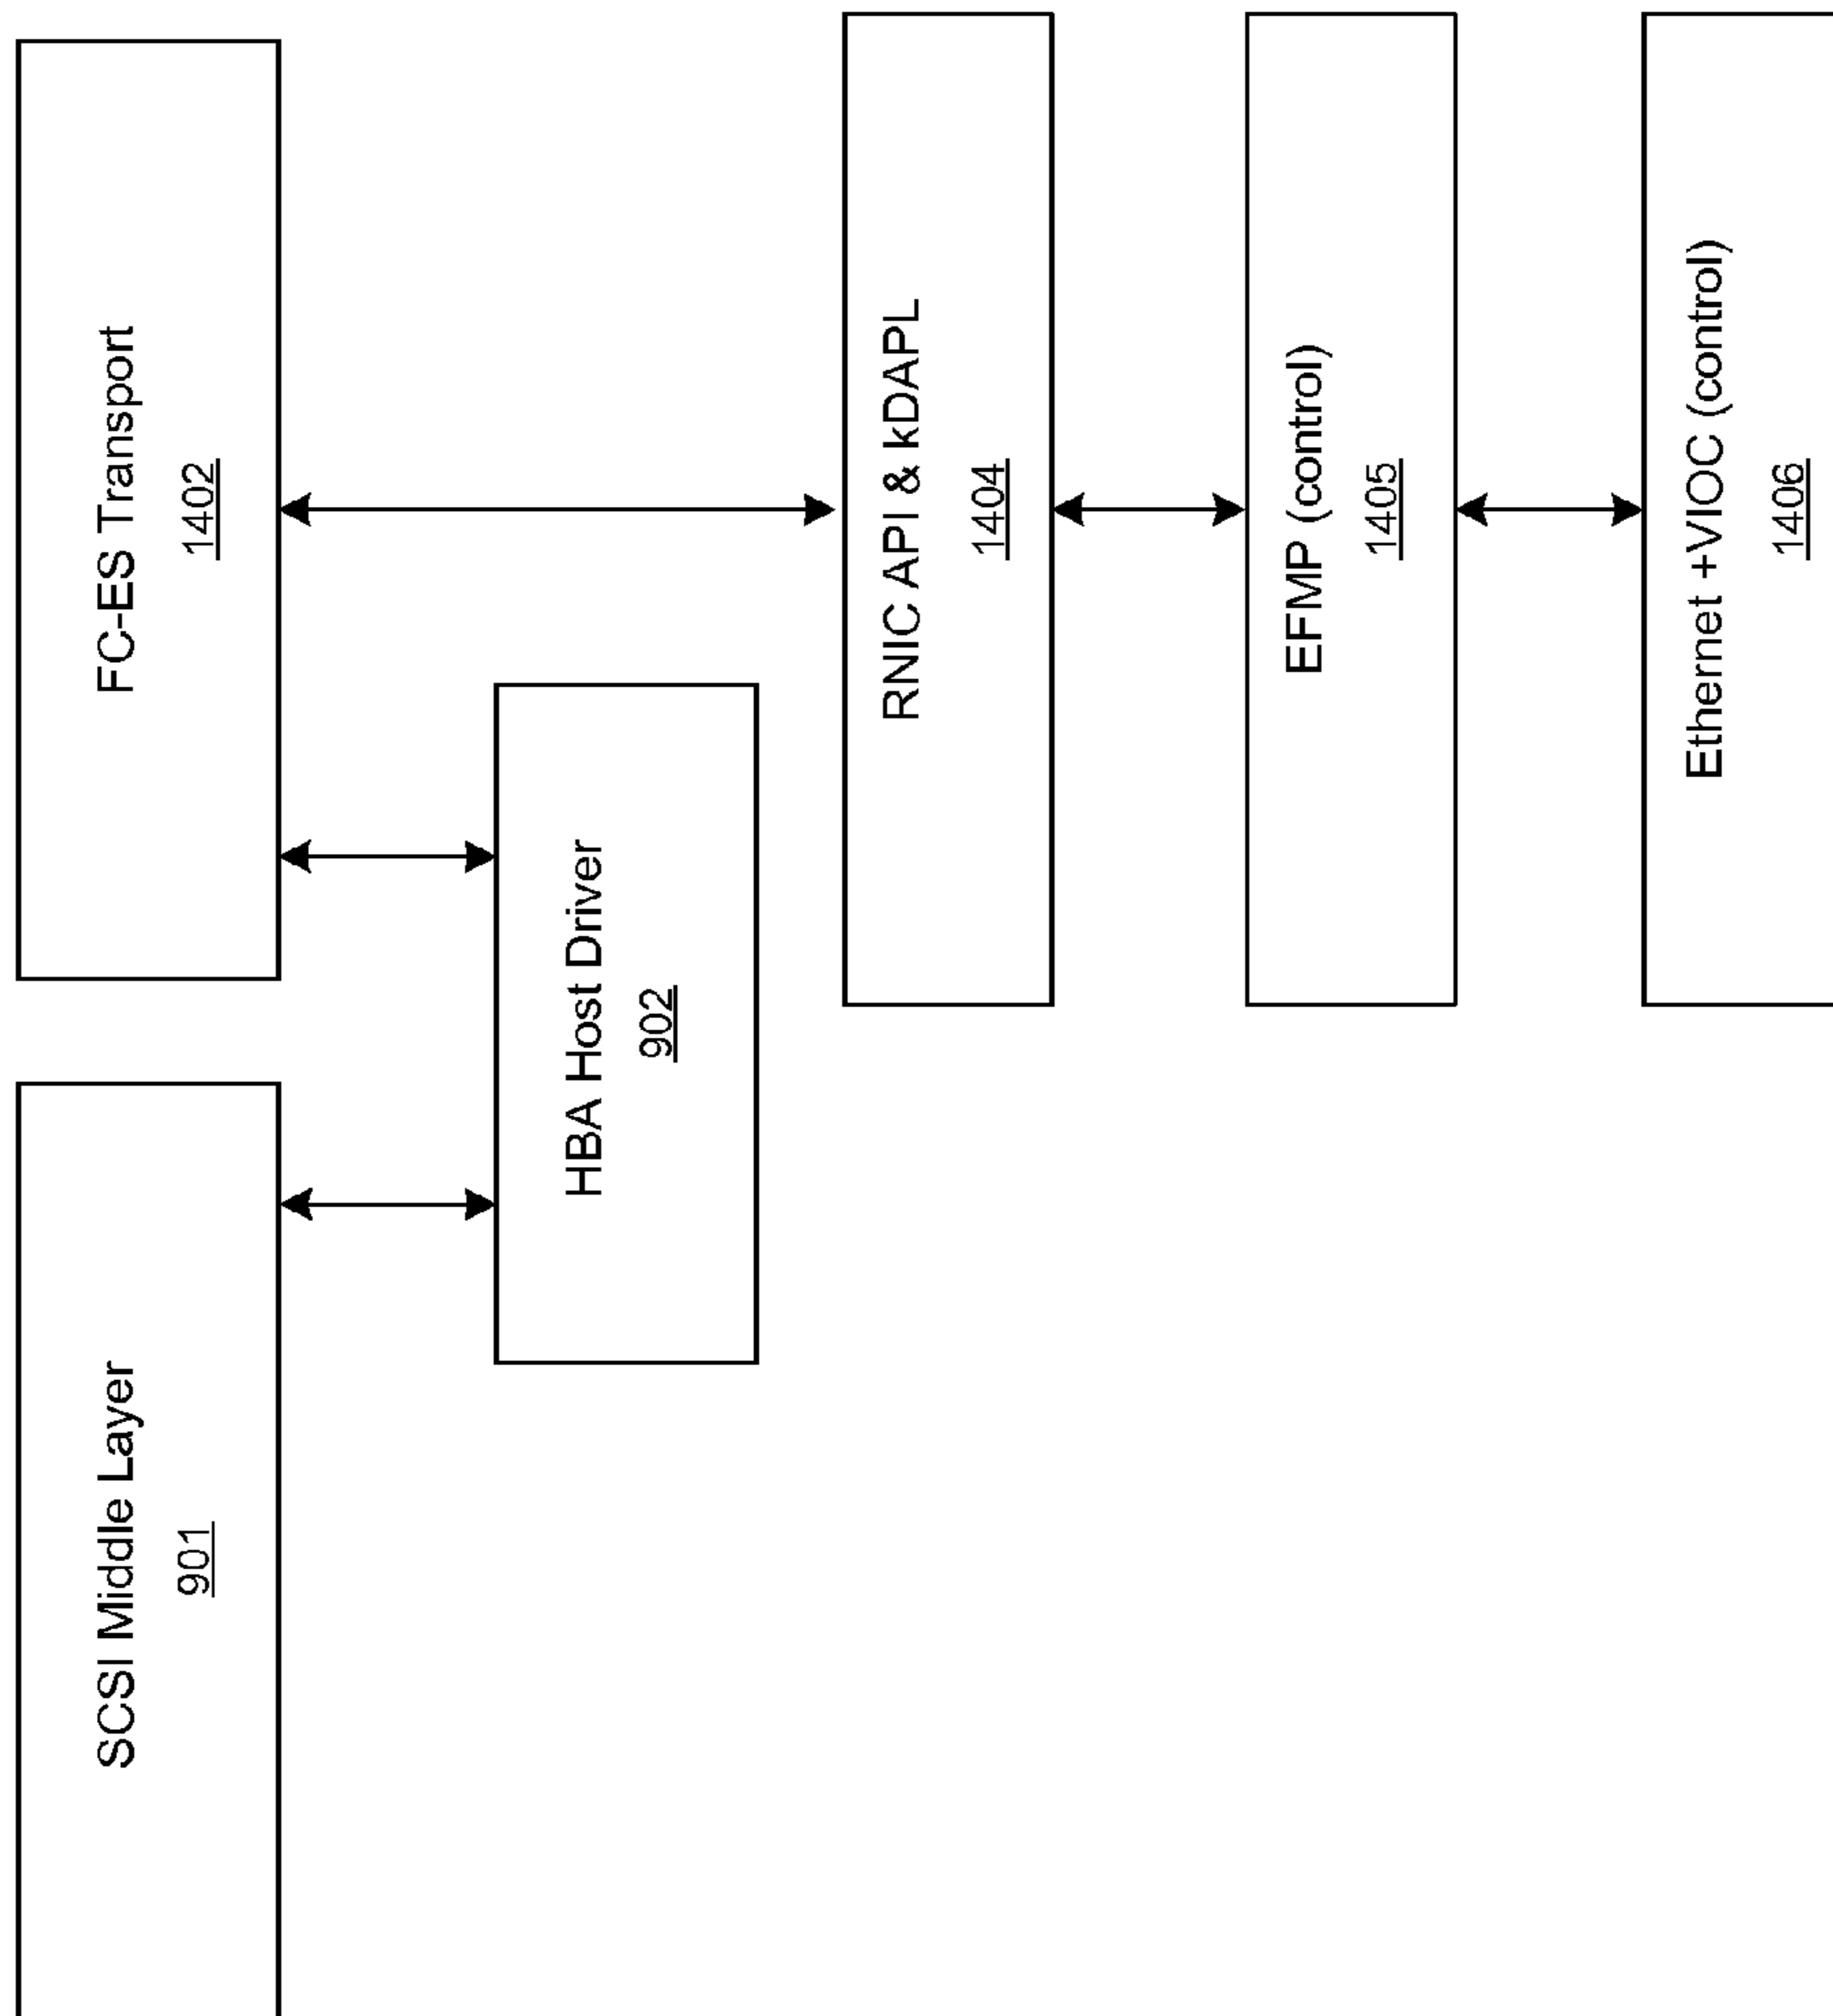 SCSI Middle Layer
901
FC-ES Transport
1402
HBA Host Driver
902
RNIC API & kDAPL
1404
EFMP (control)
1405
Ethernet +VIOC (control)
1406